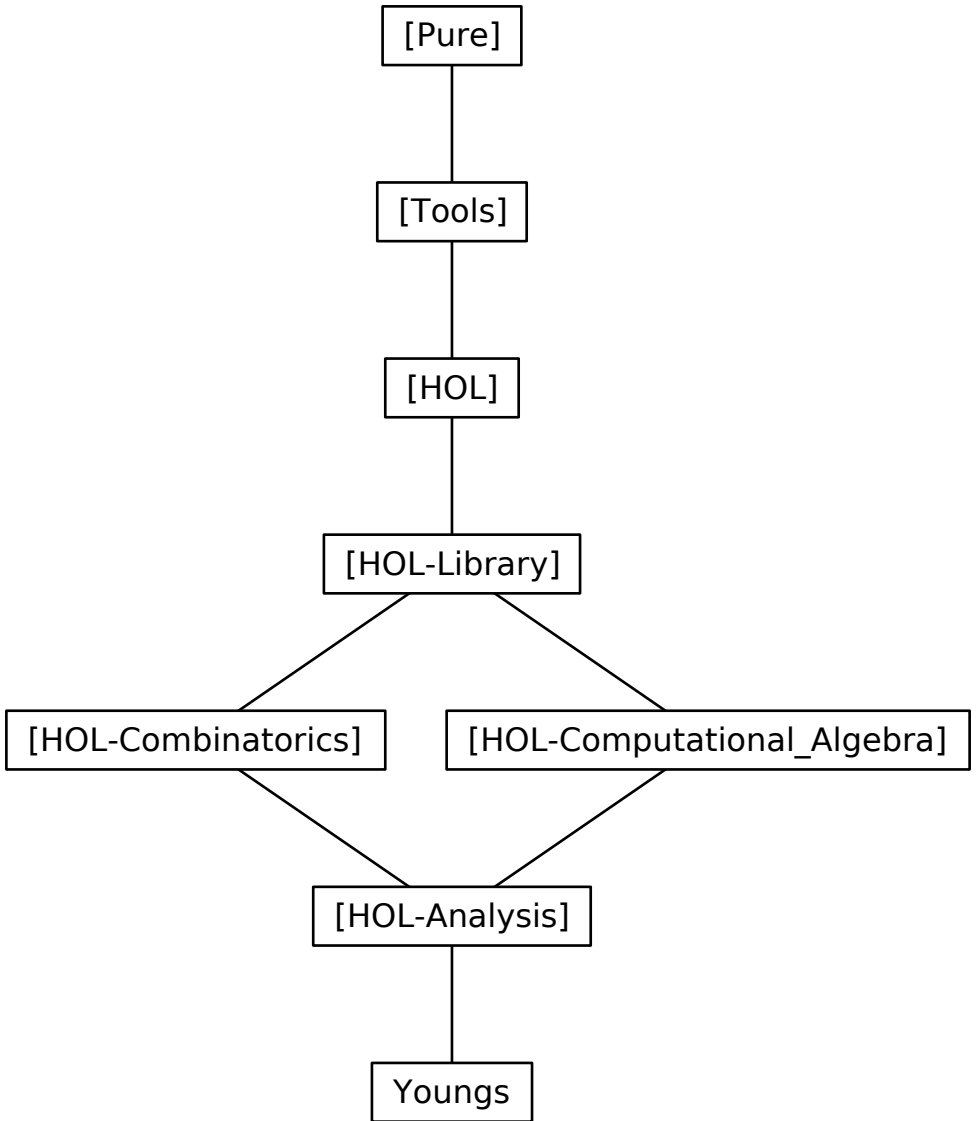 [Pure]
[Tools]
[HOL]
[HOL-Library]
[HOL-Combinatorics]
[HOL-Computational_Algebra]
[HOL-Analysis]
Youngs